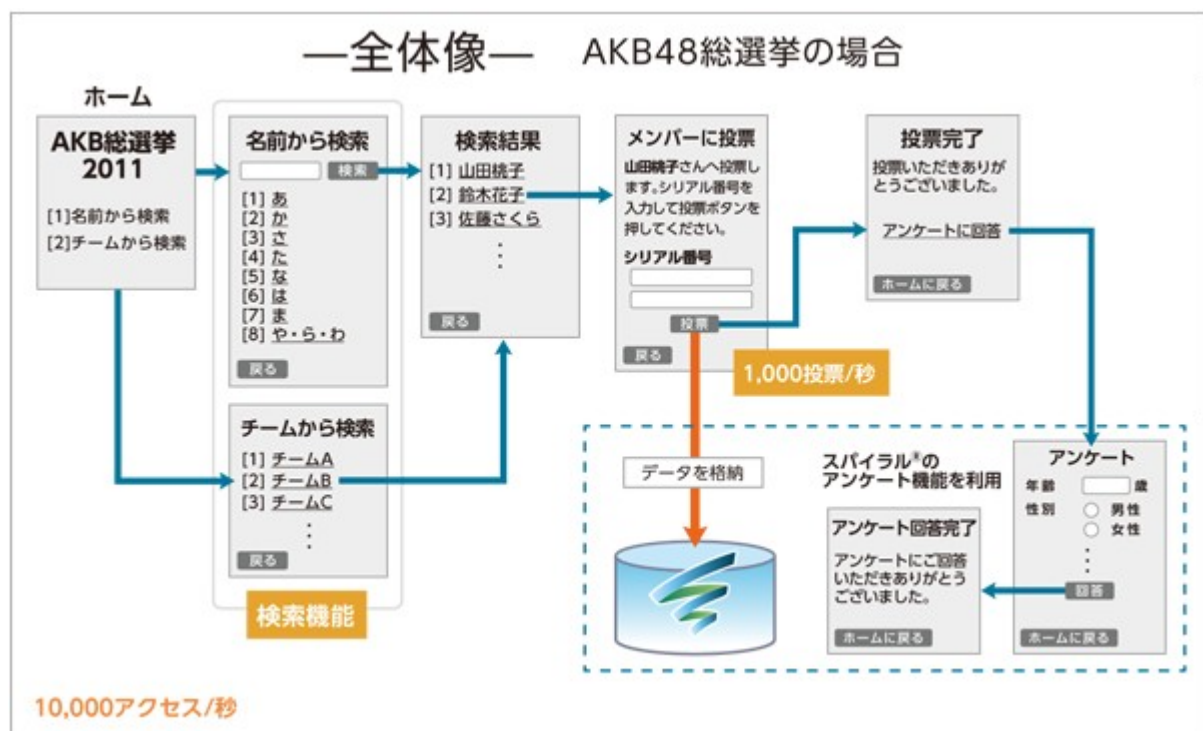 ―全体像―
AKB48総選挙の場合
ホーム
AKB総選挙
2011
[1]名前から検索
[2]チームから検索
名前から検索
検索
[1] あ
[2] か
[3] さ
[4] た
[5] な
[6] は
[7] ま
[8] や・ら・わ
戻る
チームから検索
[1] チームA
[2] チームB
[3] チームC
戻る
検索機能
検索結果
[1] 山田桃子
[2] 鈴木花子
[3] 佐藤さくら
戻る
メンバーに投票
山田桃子さんへ投票し
ます。シリアル番号を
入力して投票ボタンを
押してください。
シリアル番号
投票
戻る
1,000投票/秒
投票完了
投票いただきありが
とうございました。
アンケートに回答
ホームに戻る
データを格納
スパイラル®の
アンケート機能を利用
アンケート
年齢 歳
性別 男性
女性
回答
ホームに戻る
アンケート回答完了
アンケートにご回答
いただきありがとう
ございました。
ホームに戻る
10,000アクセス/秒